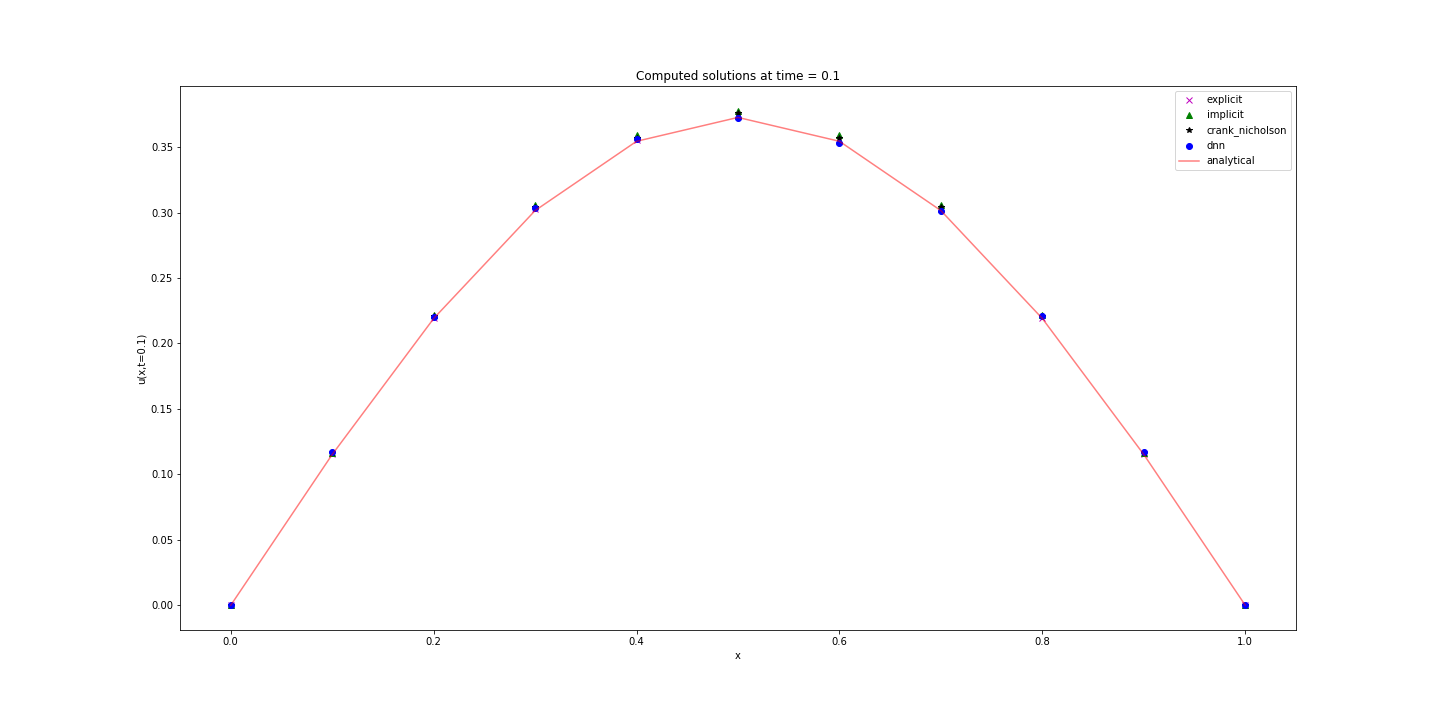 Computed solutions at time = 0.1
explicit
implicit
crank_nicholson
dnn
analytical
0.35
0.30
0.25
0.20
0.15
0.10
0.05
0.00
u(x,t=0.1)
0.0 0.2 0.4 0.6 0.8 1.0
x